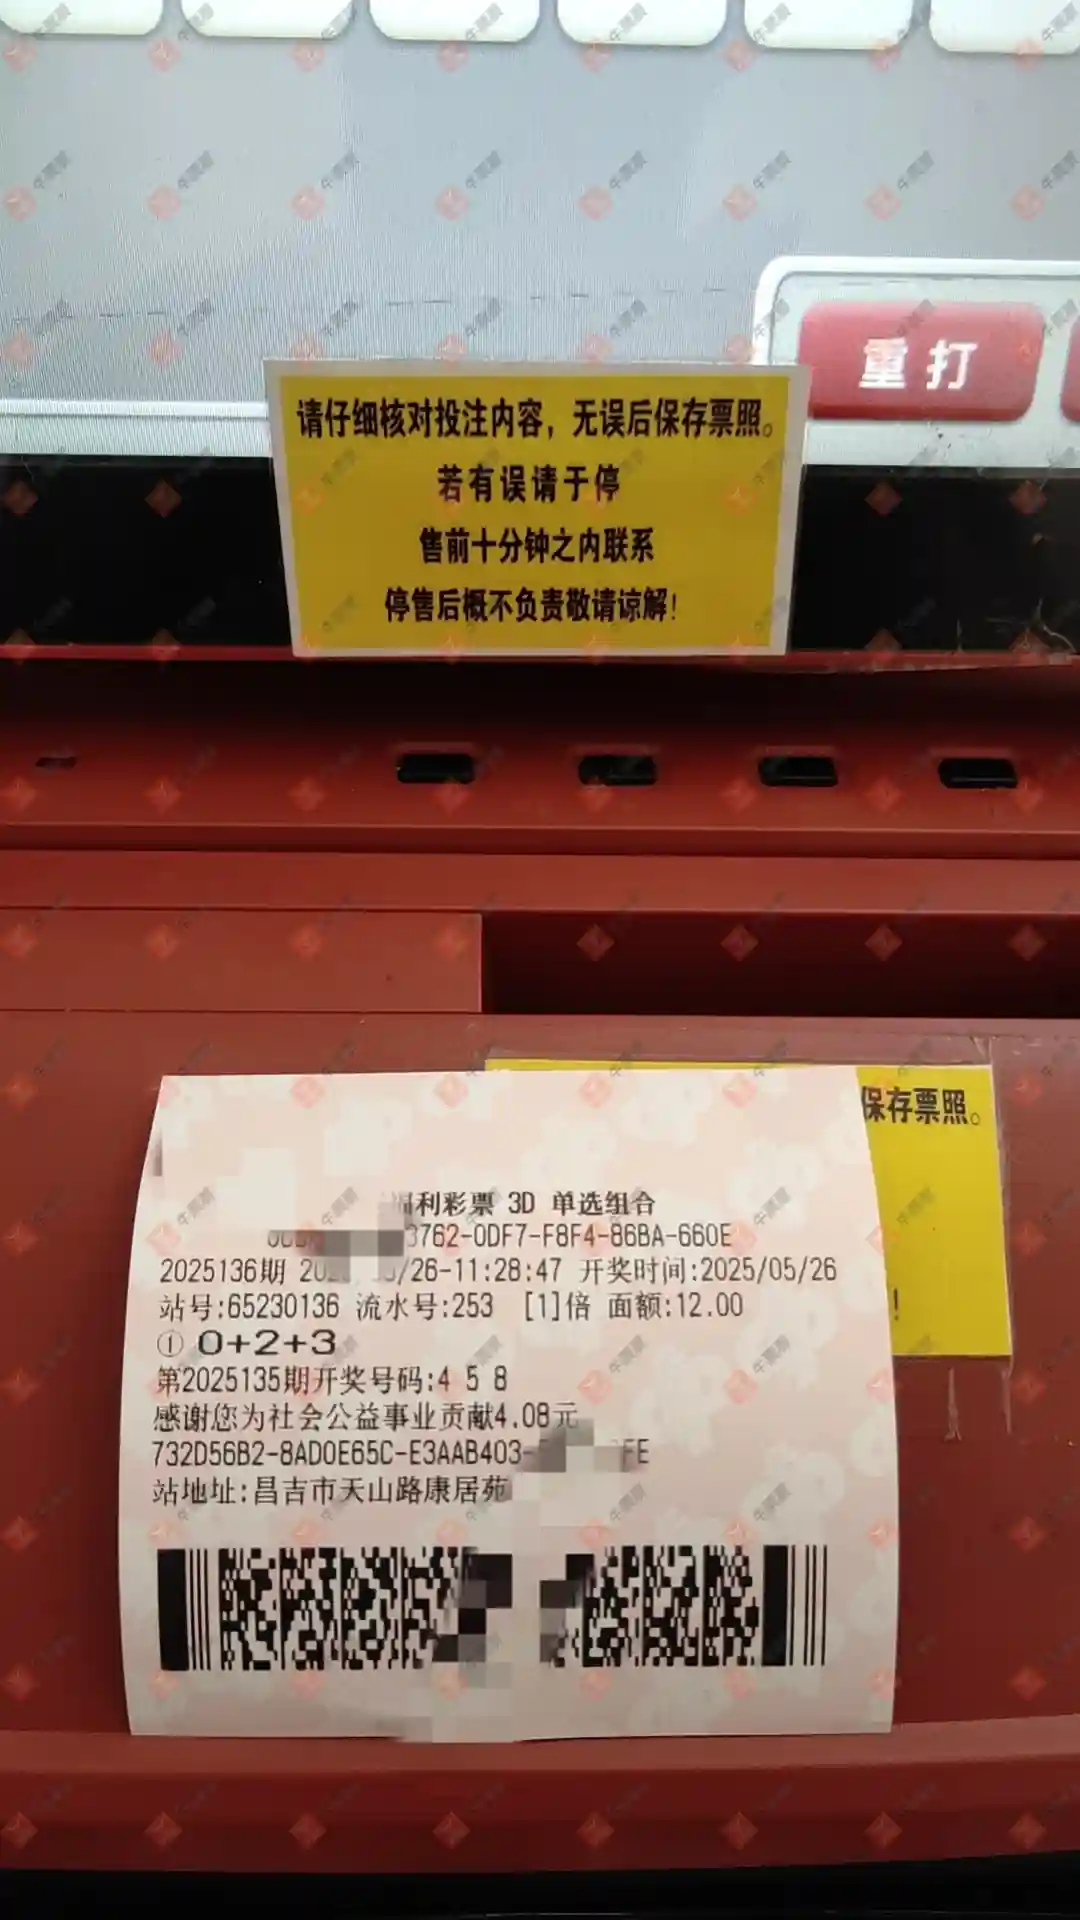 重打
请仔细核对投注内容，无误后保存票照。
若有误请于停
售前十分钟之内联系
停售后概不负责敬请谅解！
保存票照。
！
福利彩票 3D 单选组合
3762-0DF7-F8F4-86BA-660E
2025136期 /26-11:28:47 开奖时间:2025/05/26
站号:65230136 流水号:253 [1]倍 面额:12.00
① 0+2+3
第2025135期开奖号码:4 5 8
感谢您为社会公益事业贡献4.08元
732D56B2-8AD0E65C-E3AAB403- FE
站地址:昌吉市天山路康居苑